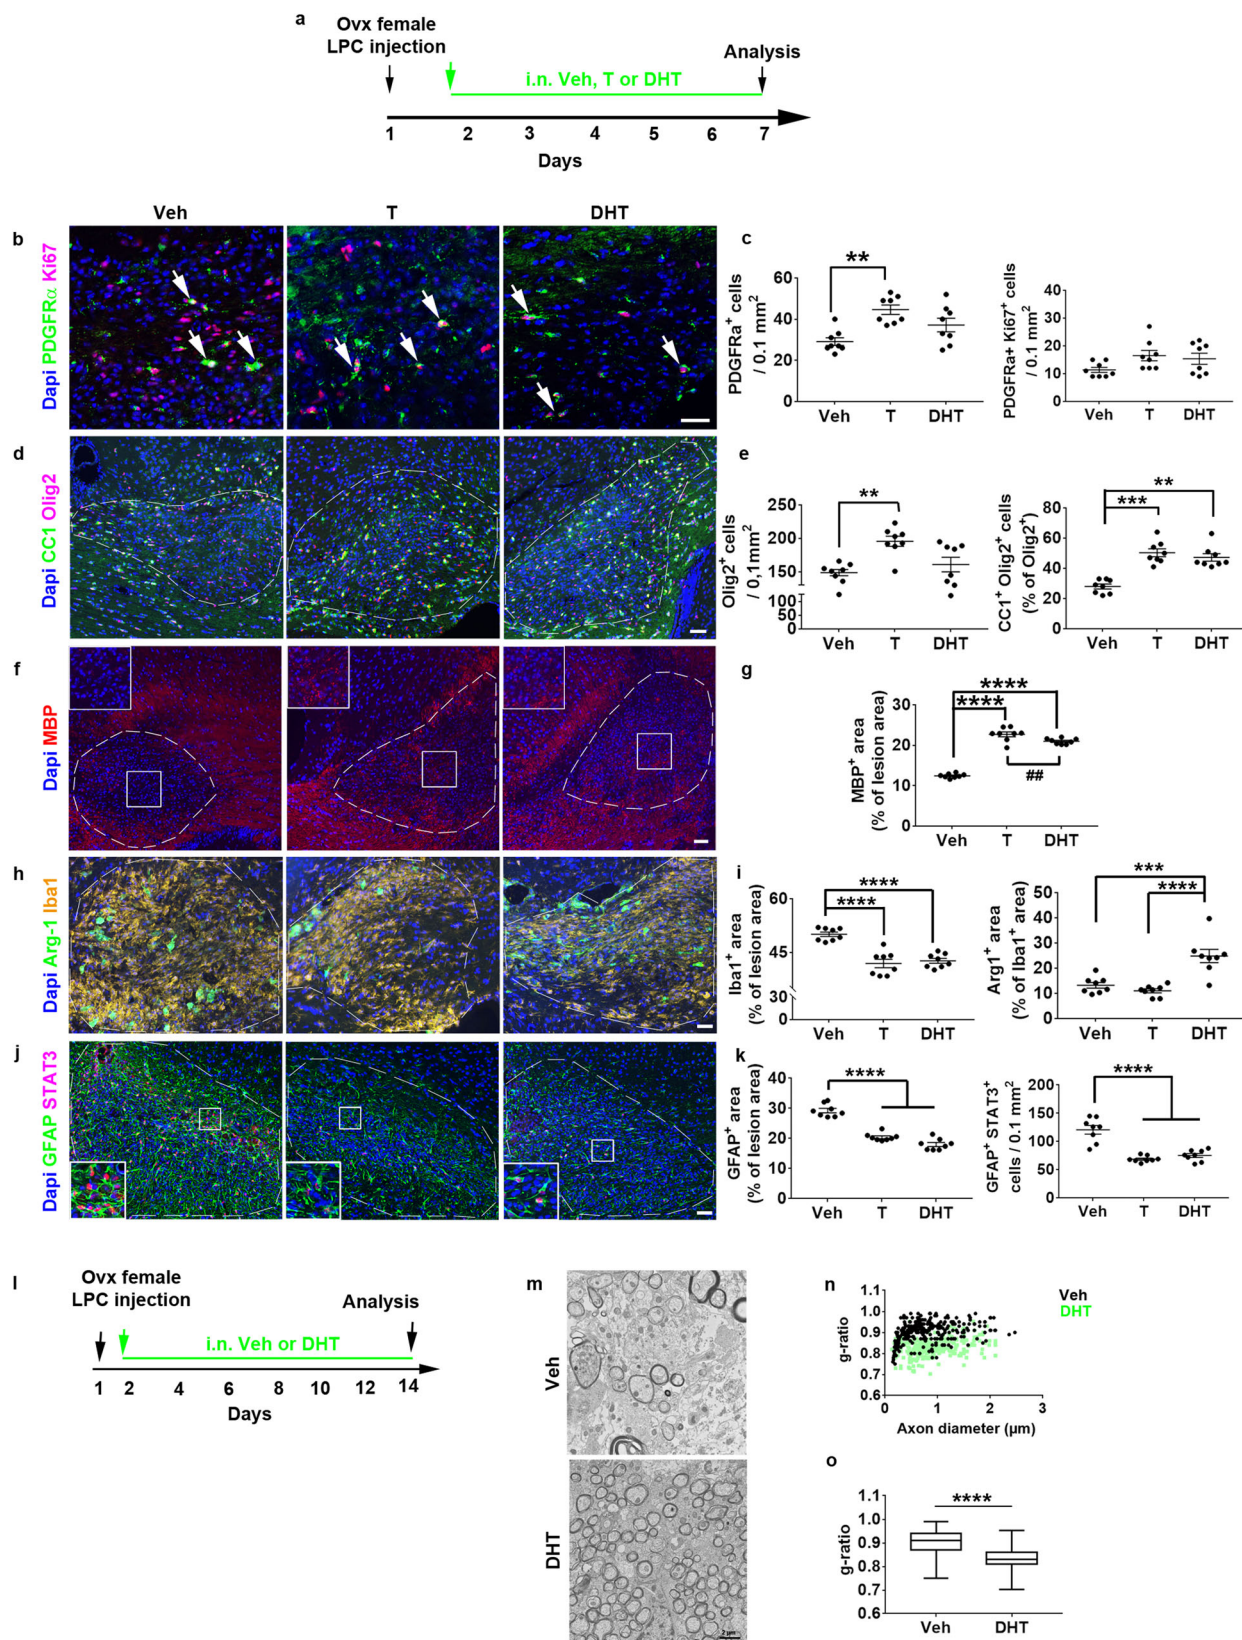 a
Ovx female
LPC injection
Analysis
i.n. Veh, T or DHT
1 2 3 4 5 6 7
Days
Veh T DHT
b
Dapi PDGFRα Ki67
c
**
PDGFRa+ cells
/ 0.1 mm2
60
40
20
0
Veh T DHT
PDGFRa+ Ki67+ cells
/ 0.1 mm2
40
30
20
10
0
Veh T DHT
d
Dapi CC1 Olig2
e
**
Olig2+ cells
/ 0,1mm2
250
200
150
100
50
0
Veh T DHT
**
***
CC1+ Olig2+ cells
(% of Olig2+)
80
60
40
20
0
Veh T DHT
f
Dapi MBP
g
****
****
##
MBP+ area
(% of lesion area)
30
20
10
0
Veh T DHT
h
Dapi Arg-1 Iba1
i
****
****
Iba1+ area
(% of lesion area)
60
45
30
0
Veh T DHT
***
****
Arg1+ area
(% of Iba1+ area)
50
40
30
20
10
0
Veh T DHT
j
Dapi GFAP STAT3
k
****
GFAP+ area
(% of lesion area)
40
30
20
10
0
Veh T DHT
****
GFAP+ STAT3+
cells / 0.1 mm2
200
150
100
50
0
Veh T DHT
l
Ovx female
LPC injection
Analysis
i.n. Veh or DHT
1 2 4 6 8 10 12 14
Days
m
Veh
DHT
2 µm
n
Veh
DHT
g-ratio
1.1
1.0
0.9
0.8
0.7
0.6
0 1 2 3
Axon diameter (µm)
o
****
g-ratio
1.1
1.0
0.9
0.8
0.7
0.6
Veh DHT